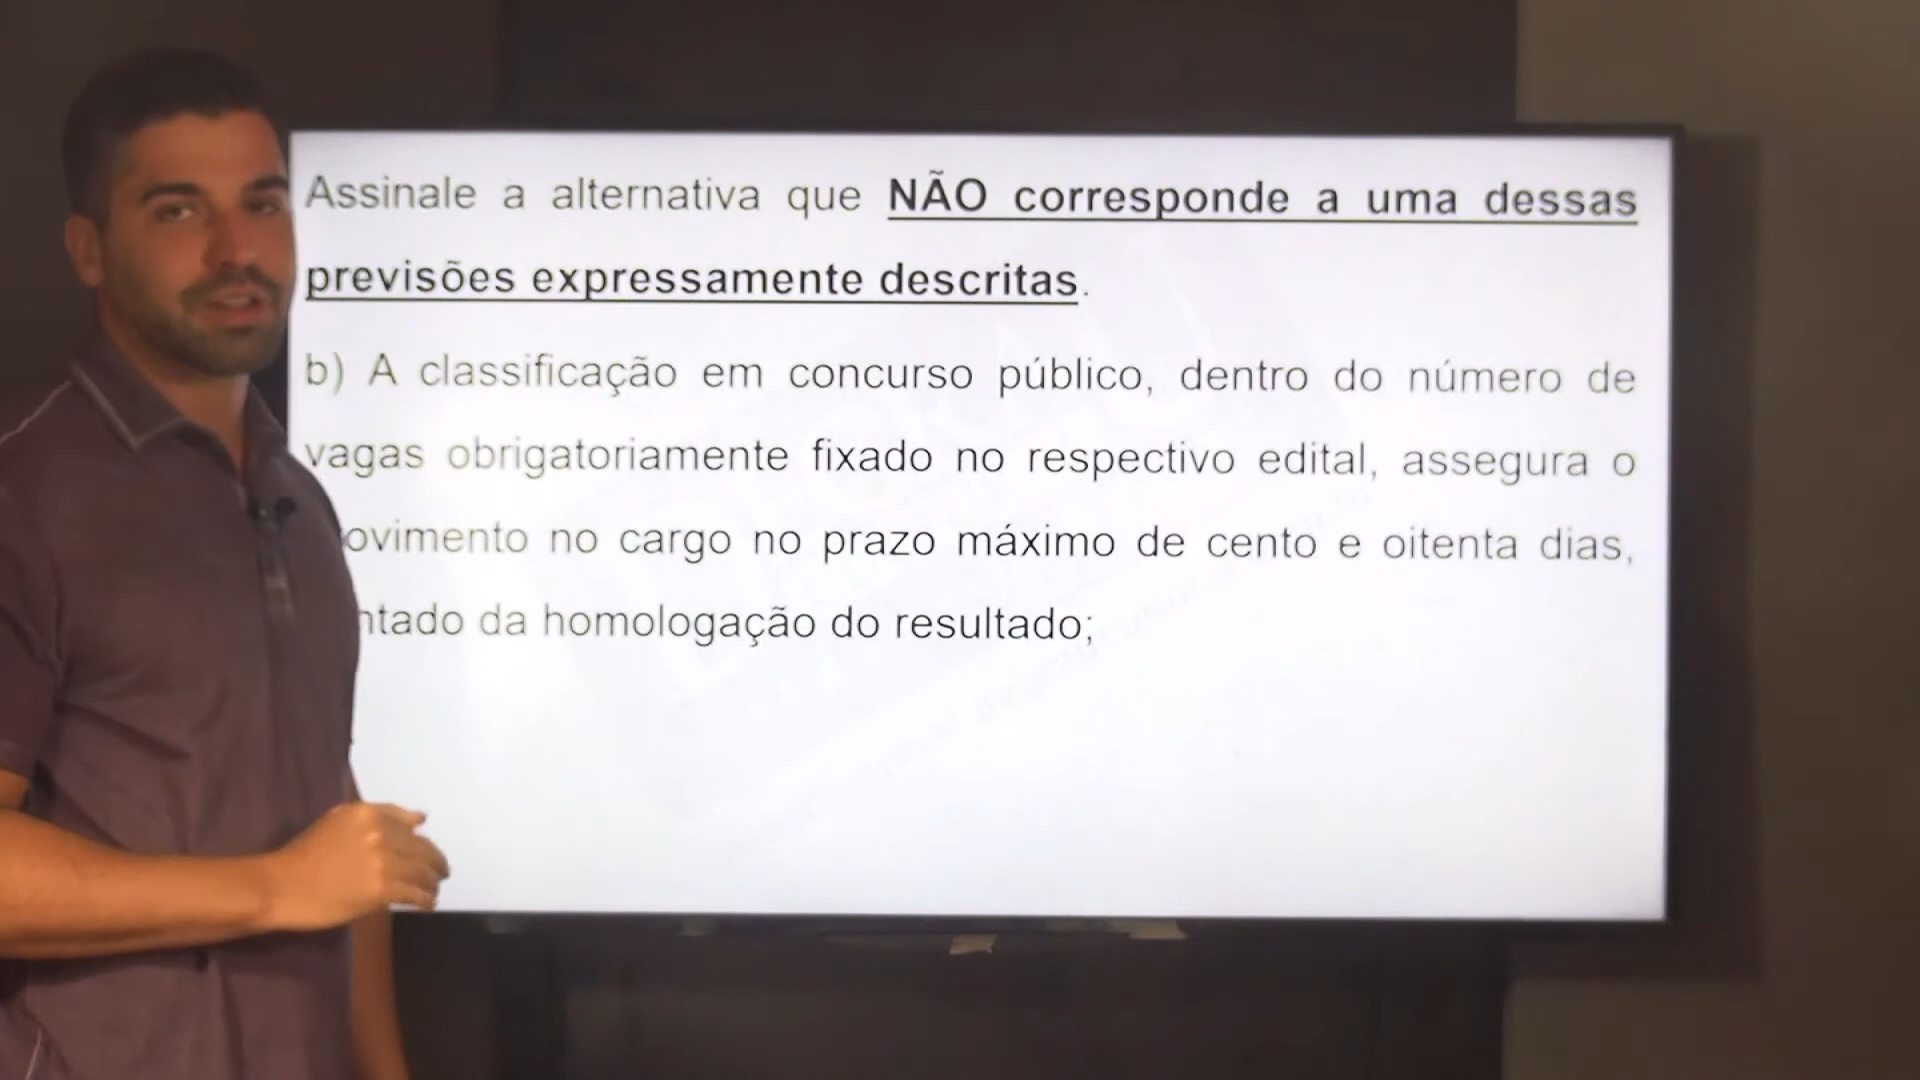 Assinale a alternativa que NÃO corresponde a uma dessas
previsões expressamente descritas.
b) A classificação em concurso público, dentro do número de
vagas obrigatoriamente fixado no respectivo edital, assegura o
no cargo no prazo máximo de cento e oitenta dias,
da homologação do resultado;